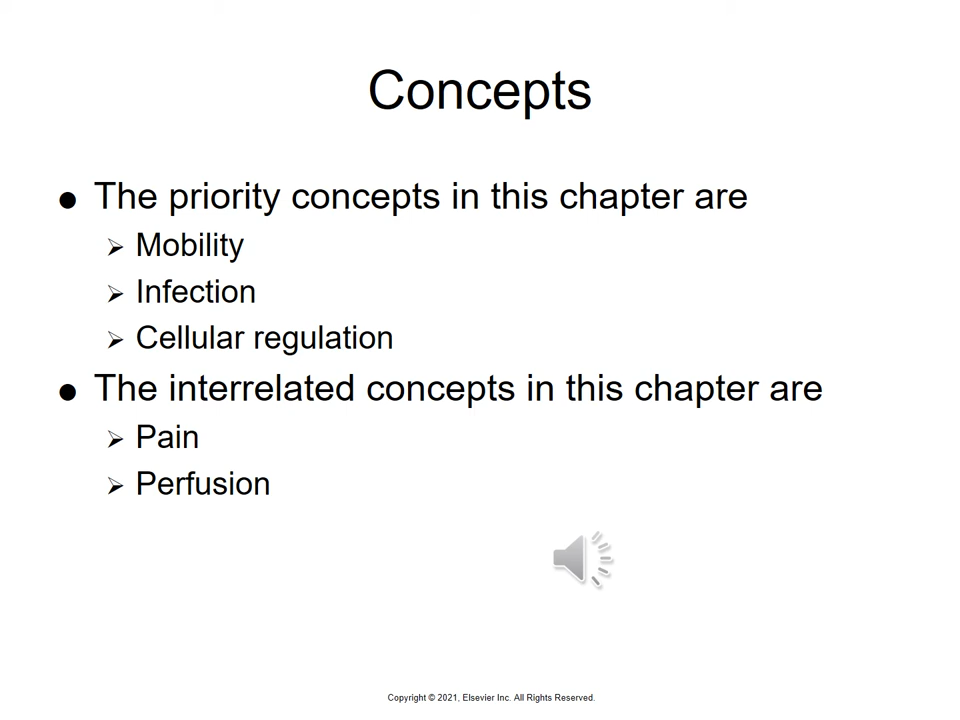 Concepts
The priority concepts in this chapter are
Mobility
Infection
Cellular regulation
The interrelated concepts in this chapter are
Pain
Perfusion
Copyright © 2021, Elsevier Inc. All Rights Reserved.